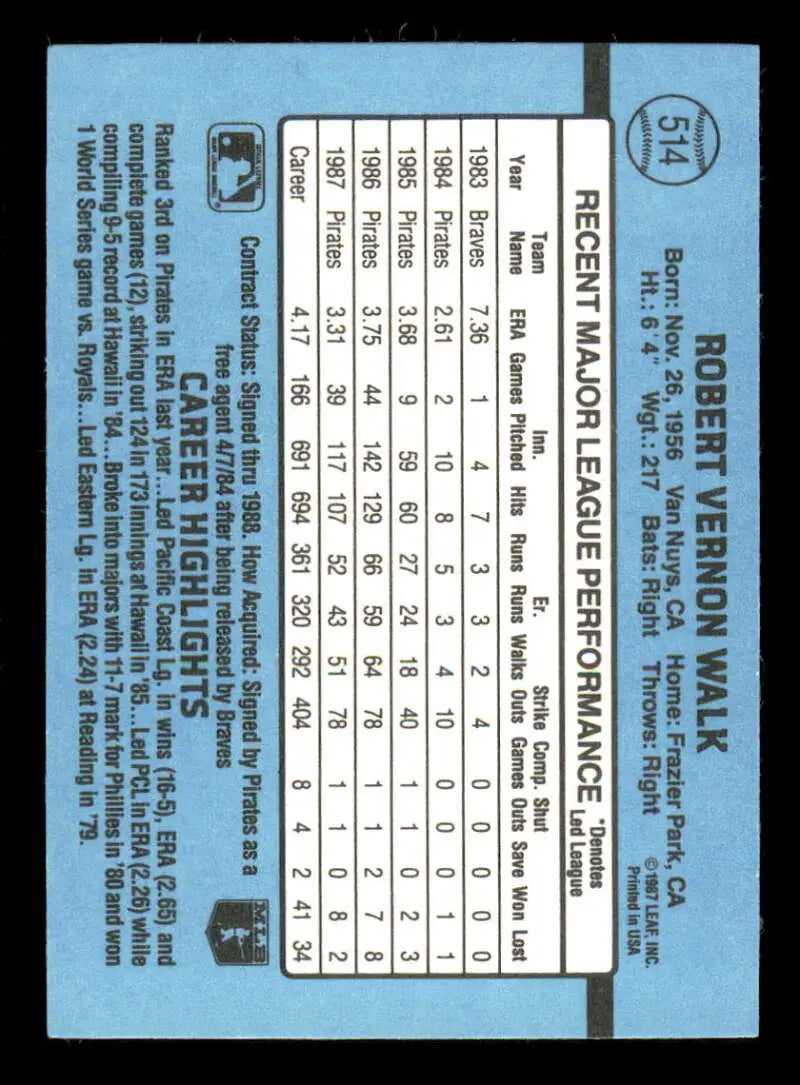 514
ROBERT VERNON WALK
Born: Nov. 26, 1956 Van Nuys, CA Home: Frazier Park, CA
Ht.: 6' 4" Wgt.: 217 Bats: Right Throws: Right
©1987 LEAF, INC.
Printed in USA
RECENT MAJOR LEAGUE PERFORMANCE *Denotes
Led League
Team Inn. Er. Strike Comp. Shut
Year Name ERA Games Pitched Hits Runs Runs Walks Outs Games Outs Save Won Lost
1983 Braves 7.36 1 4 7 3 3 2 4 0 0 0 0 0
1984 Pirates 2.61 2 10 8 5 3 4 10 0 0 0 1 1
1985 Pirates 3.68 9 59 60 27 24 18 40 1 1 0 2 3
1986 Pirates 3.75 44 142 129 66 59 64 78 1 1 2 7 8
1987 Pirates 3.31 39 117 107 52 43 51 78 1 1 0 8 2
Career 4.17 166 691 694 361 320 292 404 8 4 2 41 34
Contract Status: Signed thru 1988. How Acquired: Signed by Pirates as a
free agent 4/7/84 after being released by Braves
MLB
CAREER HIGHLIGHTS
Ranked 3rd on Pirates in ERA last year...Led Pacific Coast Lg. in wins (16-5), ERA (2.65) and
complete games (12), striking out 124 in 173 innings at Hawaii in '85...Led PCL in ERA (2.26) while
compiling 9-5 record at Hawaii in '84...Broke into majors with 11-7 mark for Phillies in '80 and won
1 World Series game vs. Royals...Led Eastern Lg. in ERA (2.24) at Reading in '79.